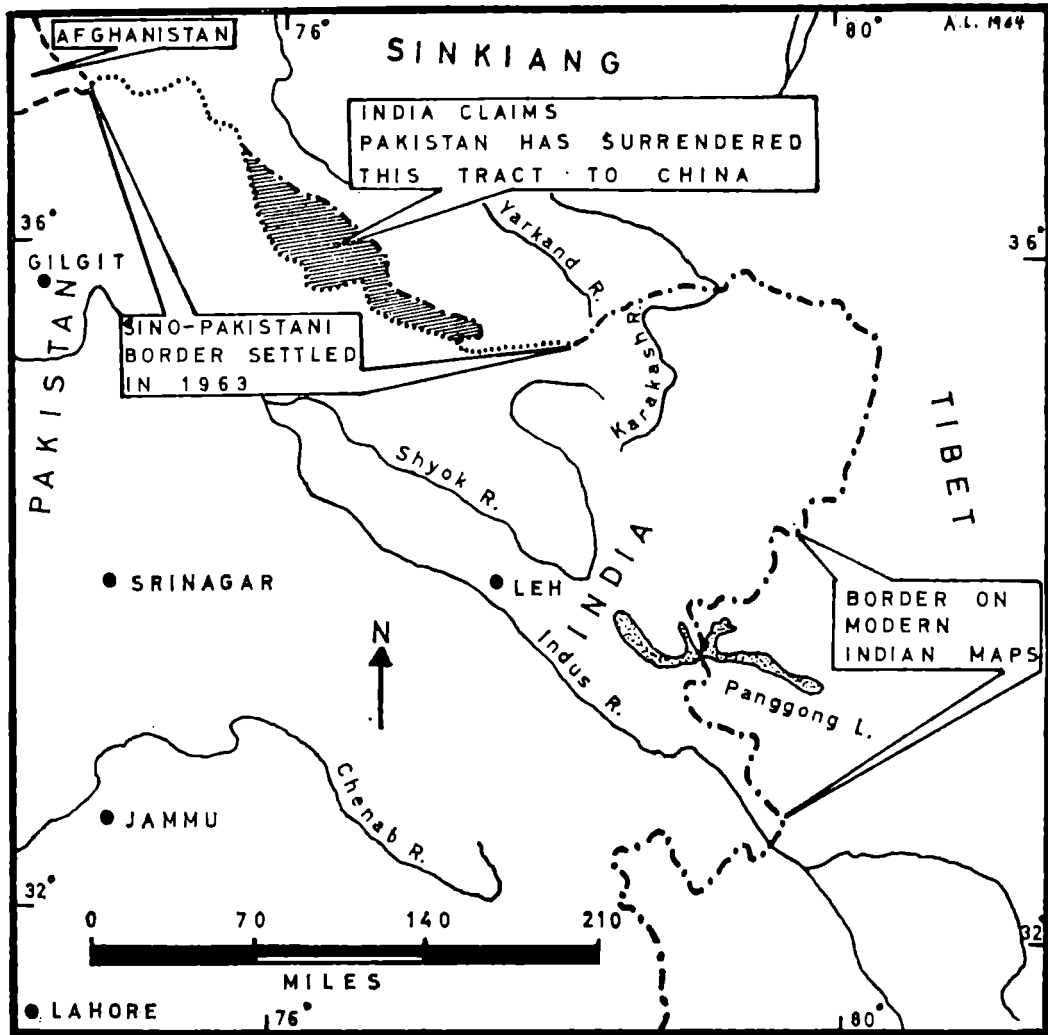 76°
80°
A.L. 1964
AFGHANISTAN
SINKIANG
INDIA CLAIMS
PAKISTAN HAS SURRENDERED
THIS TRACT TO CHINA
36°
36°
Yarkand R.
GILGIT
PAKISTAN
SINO-PAKISTANI
BORDER SETTLED
IN 1963
Karakash R.
TIBET
Shyok R.
SRINAGAR
LEH
INDIA
BORDER ON
MODERN
INDIAN MAPS
N
Indus R.
Panggong L.
Chenab R.
JAMMU
32°
32°
0 70 140 210
MILES
LAHORE
76°
80°